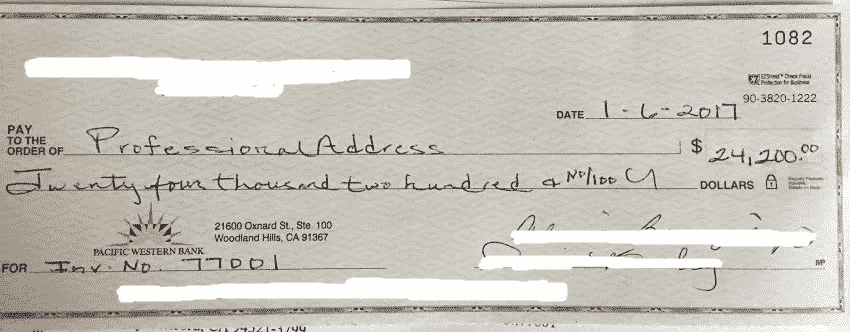 1082
EZShield™ Check Fraud
Protection for Business
90-3820-1222
DATE 1-6-2017
PAY
TO THE
ORDER OF Professional Address $ 24,200.00
Twenty four thousand two hundred & No/100 DOLLARS
Security Features
Included.
Details on Back.
21600 Oxnard St., Ste. 100
Woodland Hills, CA 91367
PACIFIC WESTERN BANK
FOR Inv. No. 77001
MP